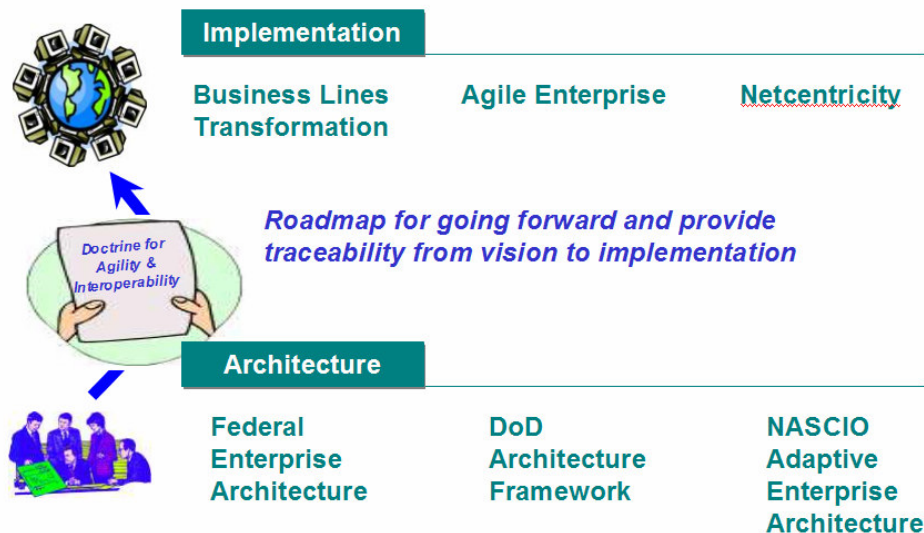 Implementation
Business Lines
Transformation
Agile Enterprise
Netcentricity
Doctrine for
Agility &
Interoperability
Roadmap for going forward and provide
traceability from vision to implementation
Architecture
Federal
Enterprise
Architecture
DoD
Architecture
Framework
NASCIO
Adaptive
Enterprise
Architecture